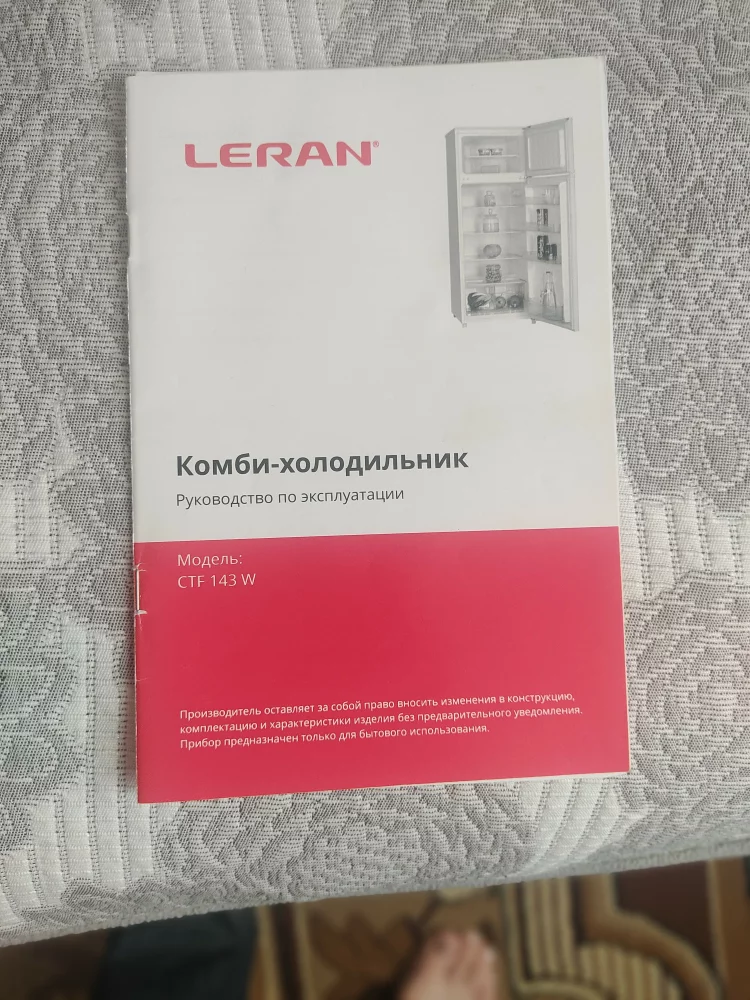 LERAN®
Комби-холодильник
Руководство по эксплуатации
Модель:
CTF 143 W
Производитель оставляет за собой право вносить изменения в конструкцию,
комплектацию и характеристики изделия без предварительного уведомления.
Прибор предназначен только для бытового использования.